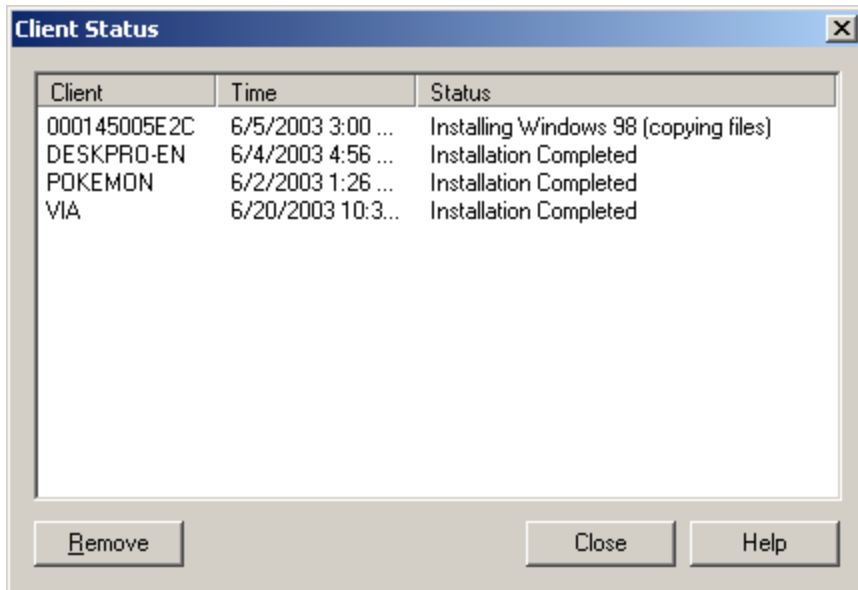 Client Status
Client Time Status
000145005E2C 6/5/2003 3:00 ... Installing Windows 98 (copying files)
DESKPRO-EN 6/4/2003 4:56 ... Installation Completed
POKEMON 6/2/2003 1:26 ... Installation Completed
VIA 6/20/2003 10:3... Installation Completed
Remove Close Help